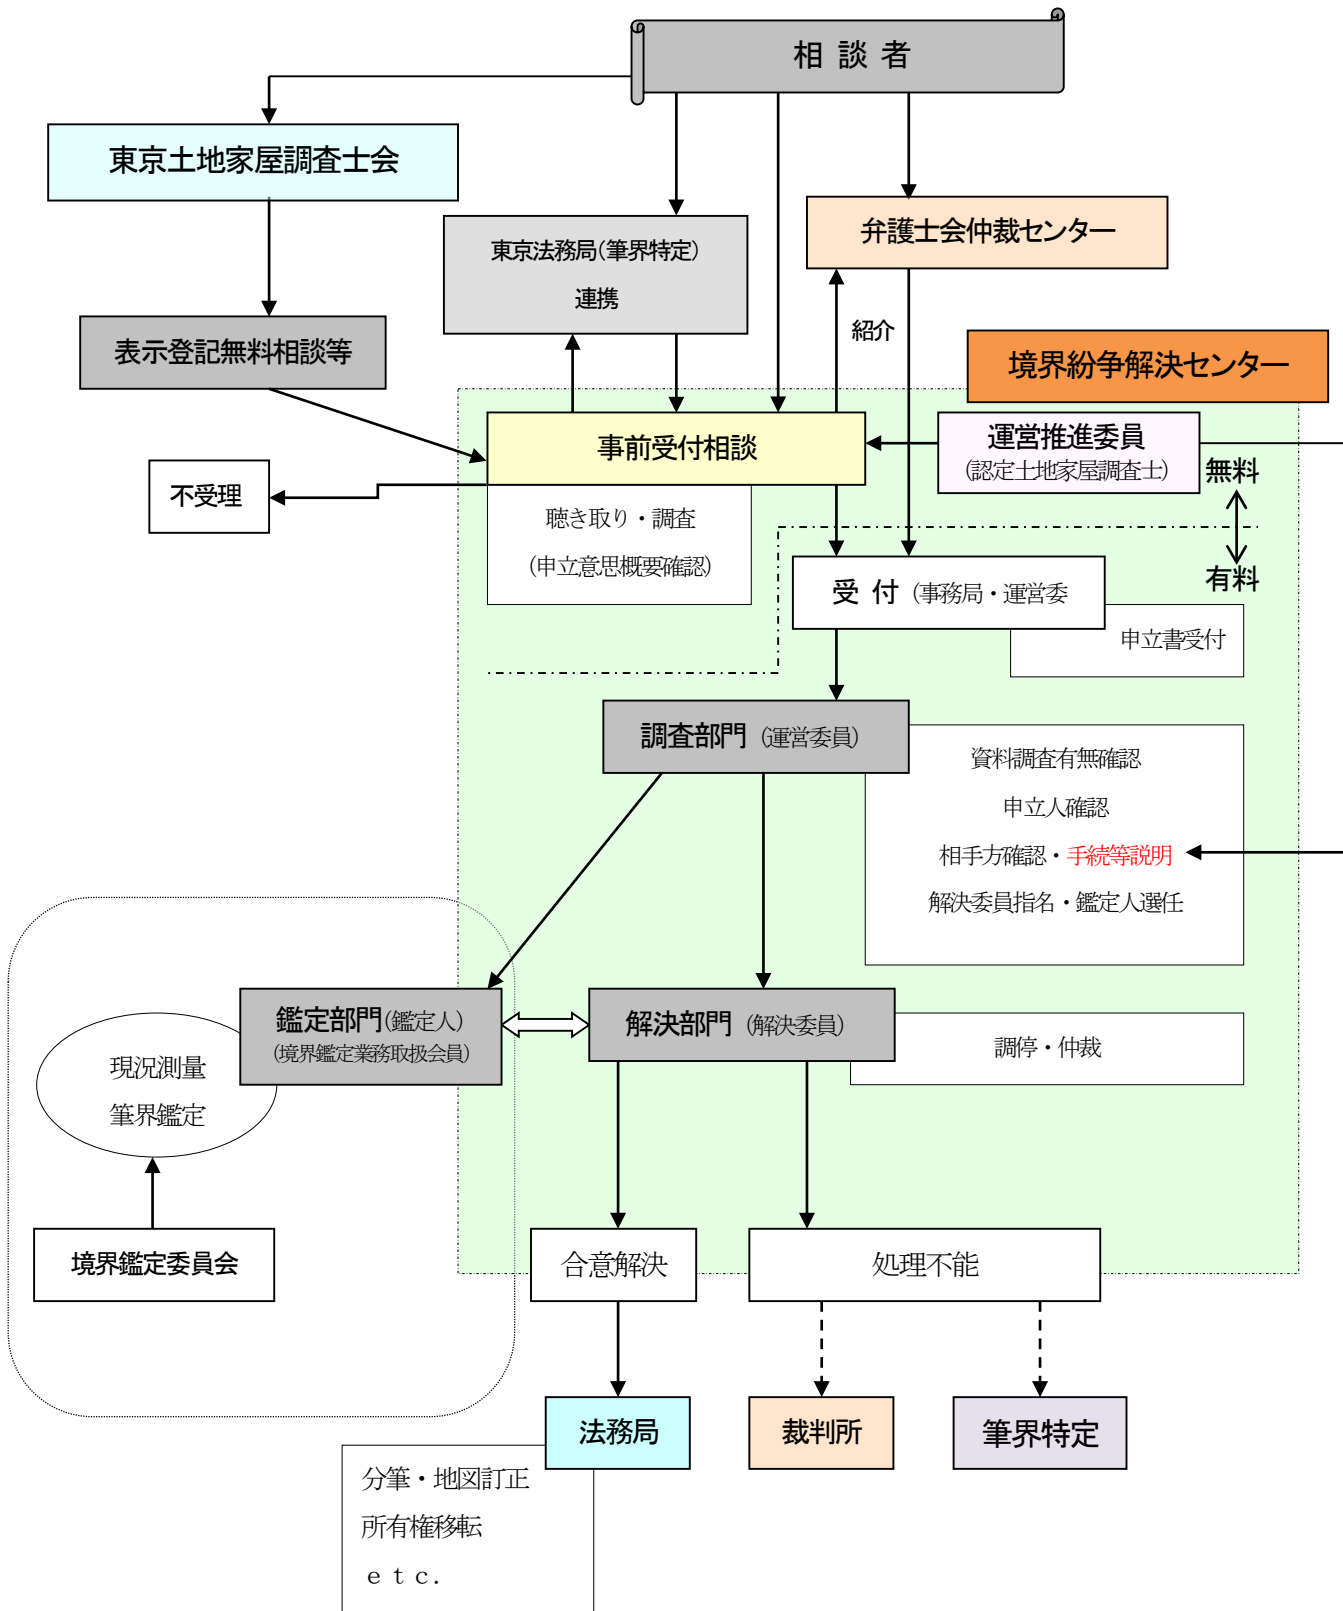 相 談 者
東京土地家屋調査士会
弁護士会仲裁センター
東京法務局(筆界特定)
連携
紹介
表示登記無料相談等
境界紛争解決センター
事前受付相談
運営推進委員
(認定土地家屋調査士)
無料
不受理
聴き取り・調査
(申立意思概要確認)
有料
受 付 (事務局・運営委
申立書受付
調査部門 (運営委員)
資料調査有無確認
申立人確認
相手方確認・手続等説明
解決委員指名・鑑定人選任
鑑定部門(鑑定人)
(境界鑑定業務取扱会員)
解決部門 (解決委員)
調停・仲裁
現況測量
筆界鑑定
境界鑑定委員会
合意解決
処理不能
法務局
裁判所
筆界特定
分筆・地図訂正
所有権移転
ｅｔｃ.